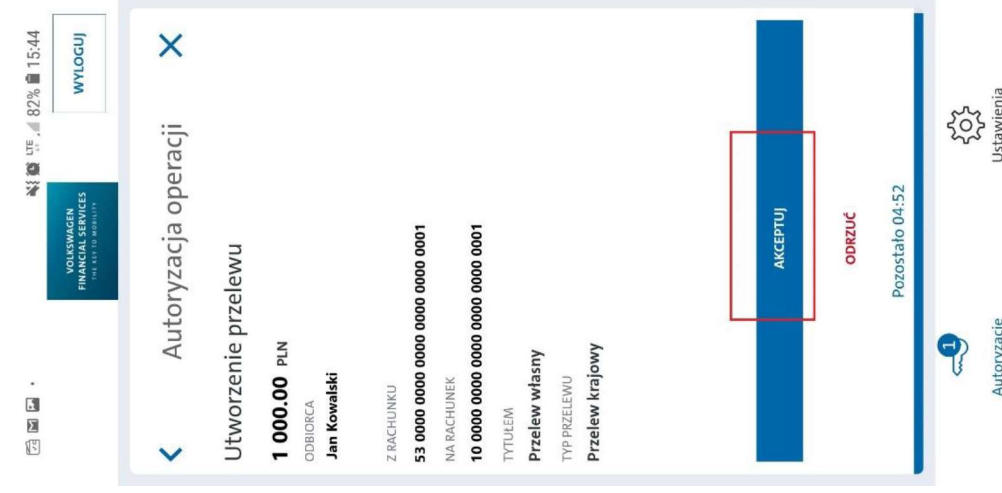 LTE 82% 15:44
VOLKSWAGEN
FINANCIAL SERVICES
THE KEY TO MOBILITY
WYLOGUJ
Autoryzacja operacji
Utworzenie przelewu
1 000.00 PLN
ODBIORCA
Jan Kowalski
Z RACHUNKU
53 0000 0000 0000 0000 0000 0001
NA RACHUNEK
10 0000 0000 0000 0000 0000 0001
TYTUŁEM
Przelew własny
TYP PRZELEWU
Przelew krajowy
AKCEPTUJ
ODRZUĆ
Pozostało 04:52
1
Autoryzacje
Ustawienia